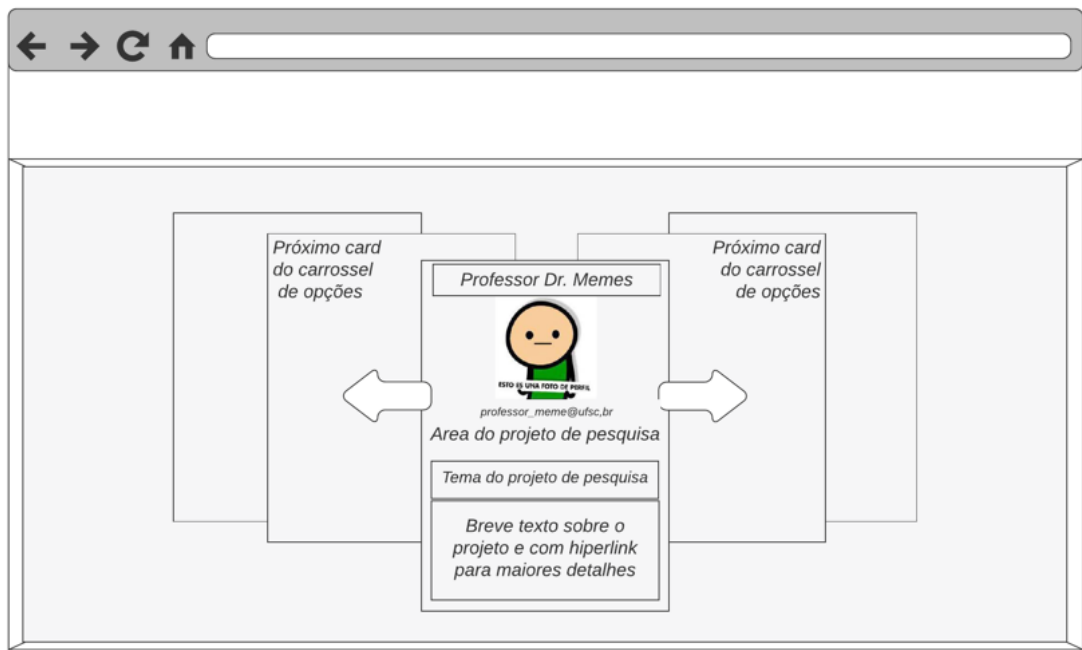 Próximo card
do carrossel
de opções
Professor Dr. Memes
ESTO ES UNA FOTO DE PERFIL
professor_meme@ufsc,br
Area do projeto de pesquisa
Tema do projeto de pesquisa
Breve texto sobre o
projeto e com hiperlink
para maiores detalhes
Próximo card
do carrossel
de opções